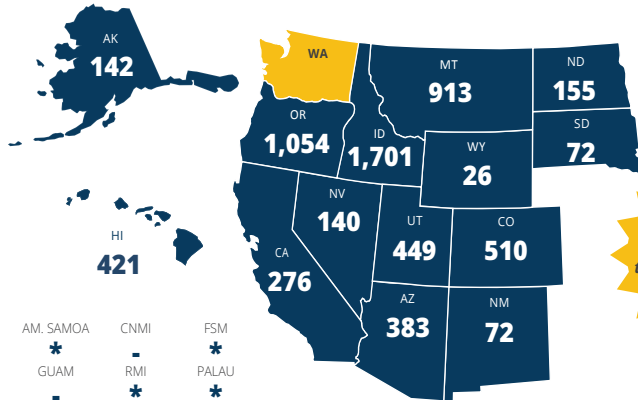 AK
142
WA
MT
913
ND
155
OR
1,054
ID
1,701
SD
72
WY
26
NV
140
UT
449
CO
510
HI
421
CA
276
AZ
383
NM
72
AM. SAMOA CNMI FSM
* - *
GUAM RMI PALAU
- * *